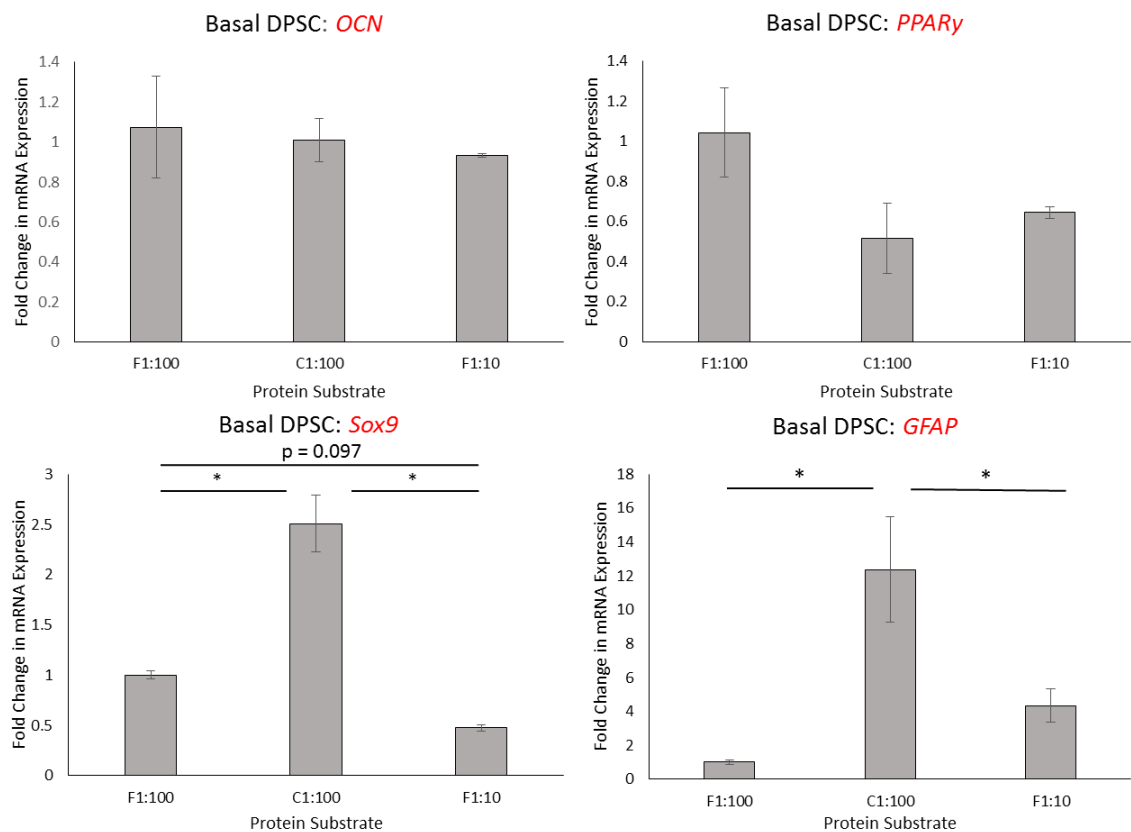 Basal DPSC: OCN
Fold Change in mRNA Expression
1.4
1.2
1
0.8
0.6
0.4
0.2
0
F1:100 C1:100 F1:10
Protein Substrate
Basal DPSC: PPARy
Fold Change in mRNA Expression
1.4
1.2
1
0.8
0.6
0.4
0.2
0
F1:100 C1:100 F1:10
Protein Substrate
Basal DPSC: Sox9
p = 0.097
* *
Fold Change in mRNA Expression
3
2.5
2
1.5
1
0.5
0
F1:100 C1:100 F1:10
Protein Substrate
Basal DPSC: GFAP
* *
Fold Change in mRNA Expression
18
16
14
12
10
8
6
4
2
0
F1:100 C1:100 F1:10
Protein Substrate